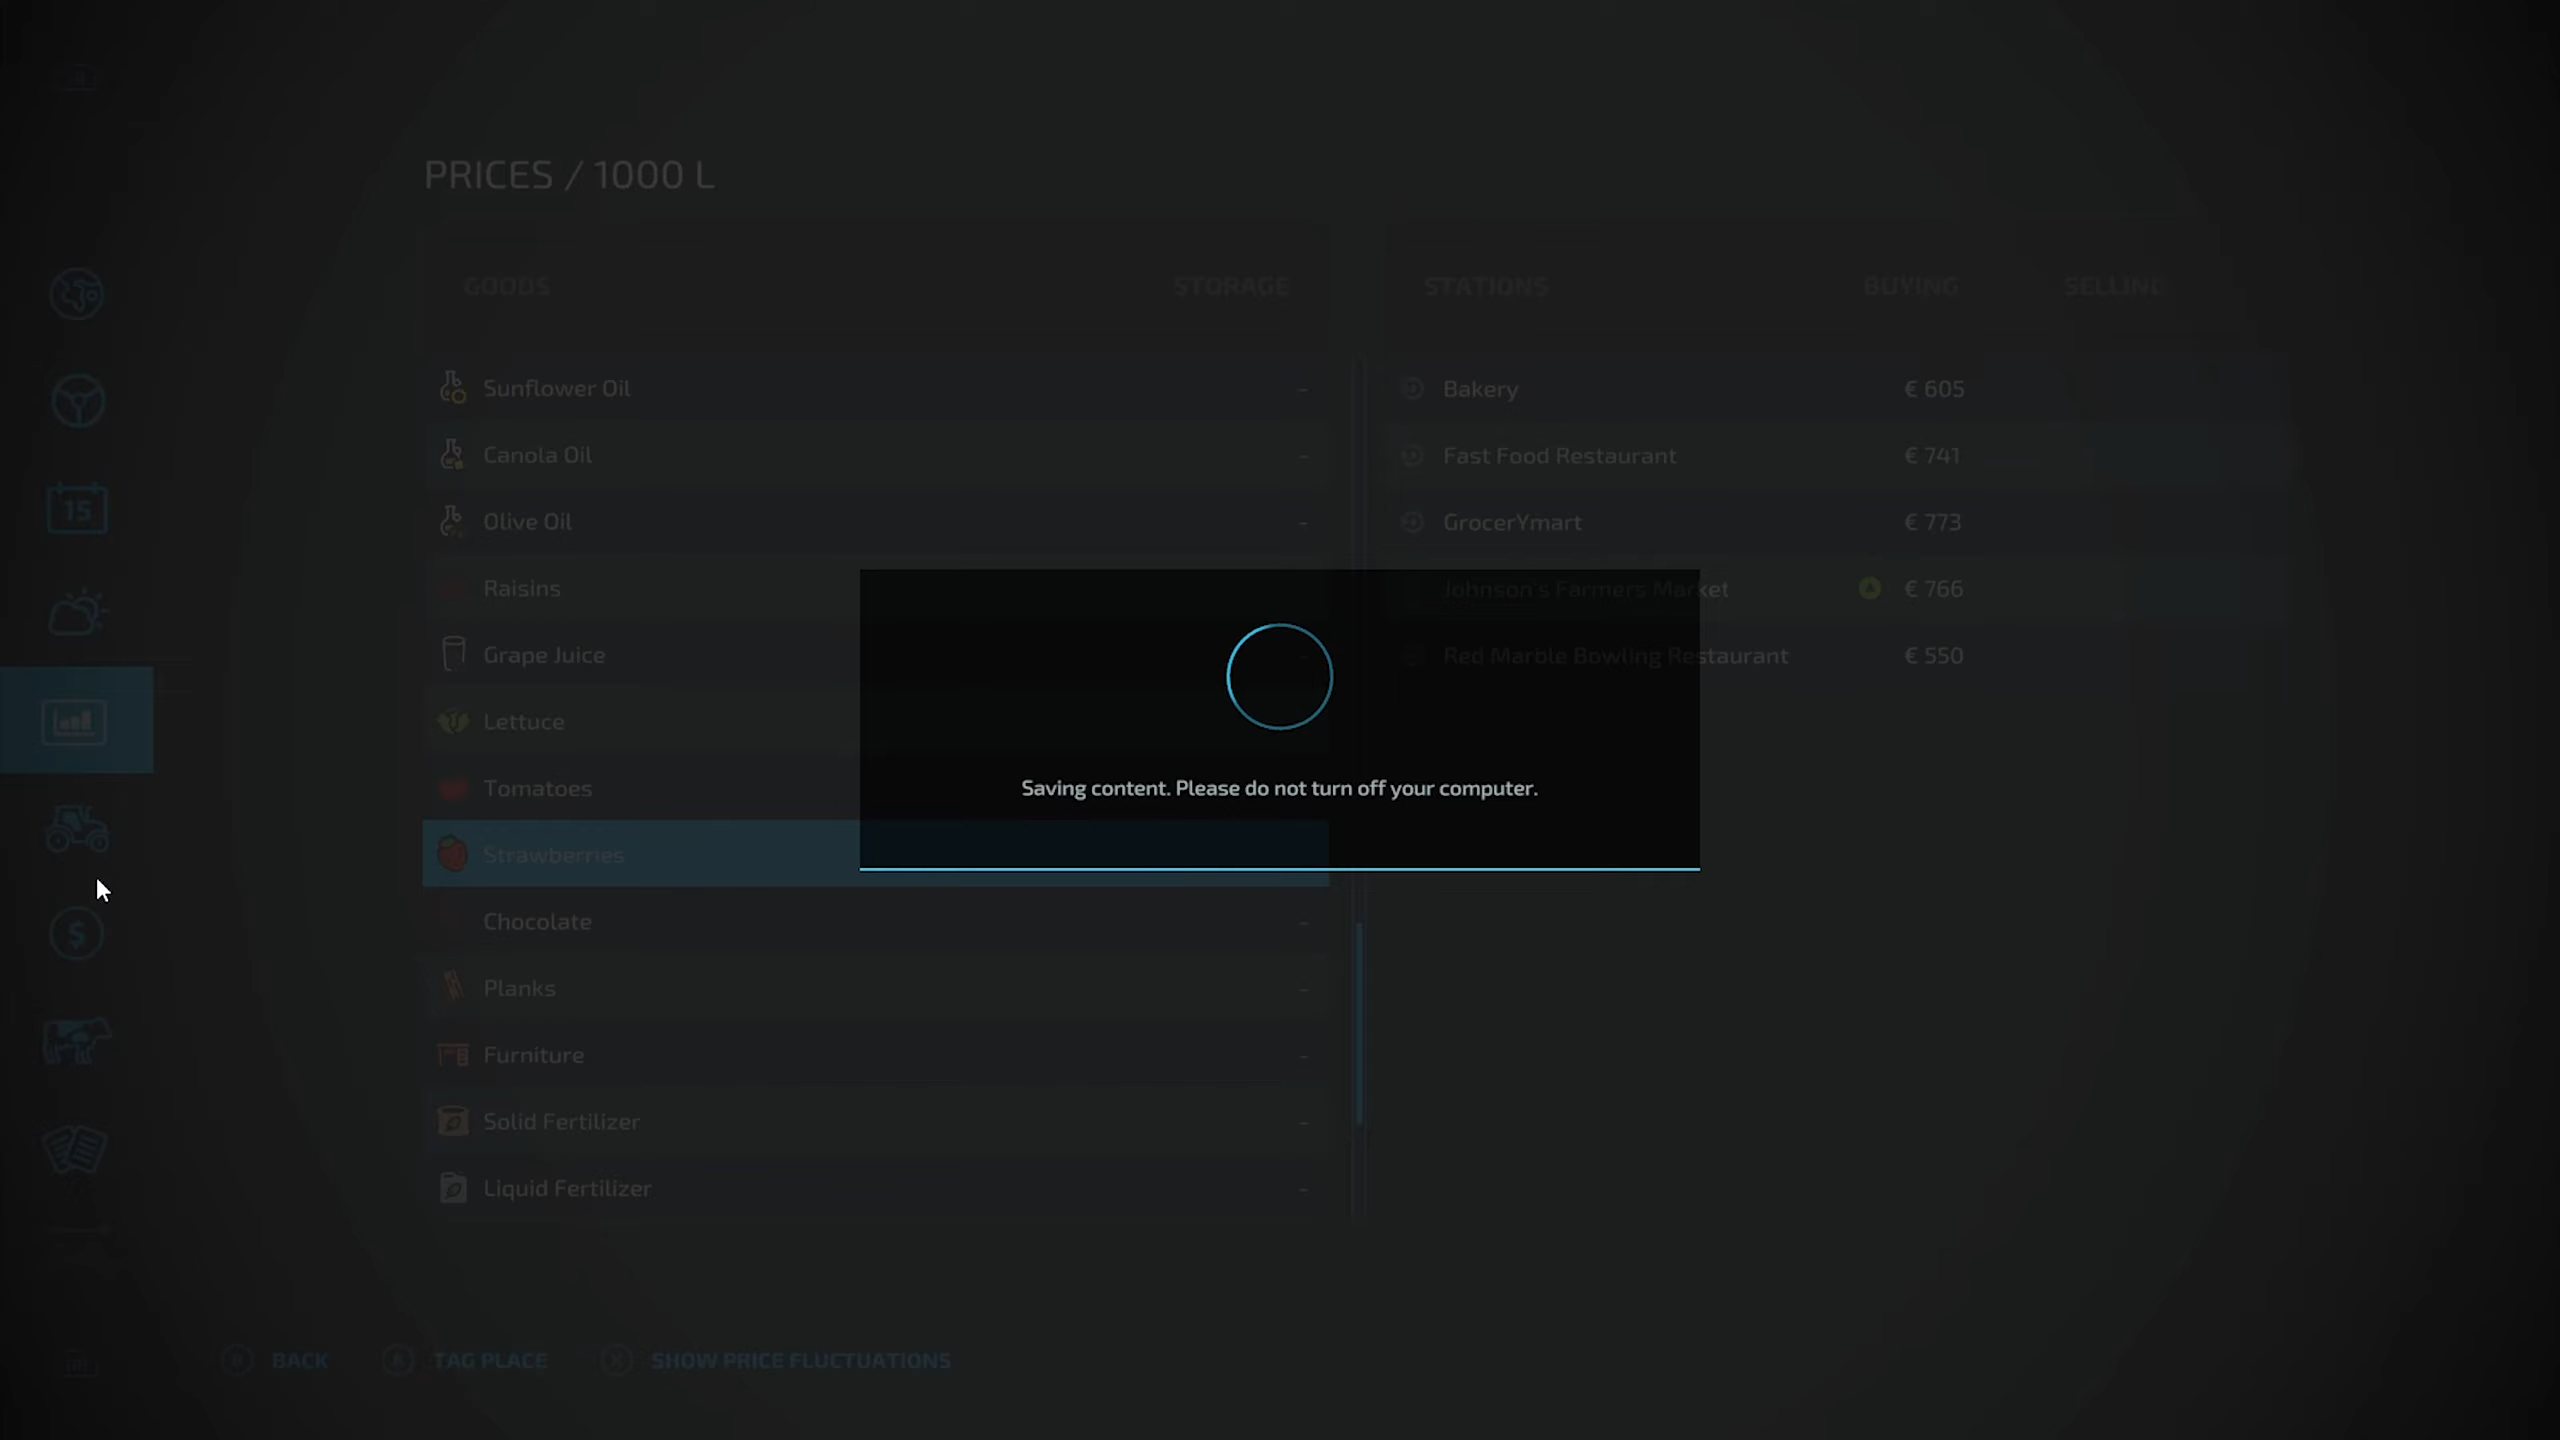 PRICES / 1000 L
GOODS STORAGE STATIONS BUYING SELLING
Sunflower Oil - Bakery € 605
Canola Oil - Fast Food Restaurant € 741
15 Olive Oil - GrocerYmart € 773
Raisins Johnson's Farmers Market € 766
Grape Juice - Red Marble Bowling Restaurant € 550
Lettuce
Tomatoes
Saving content. Please do not turn off your computer.
Strawberries
Chocolate -
$
Planks -
Furniture -
Solid Fertilizer -
Liquid Fertilizer -
BACK TAG PLACE X SHOW PRICE FLUCTUATIONS